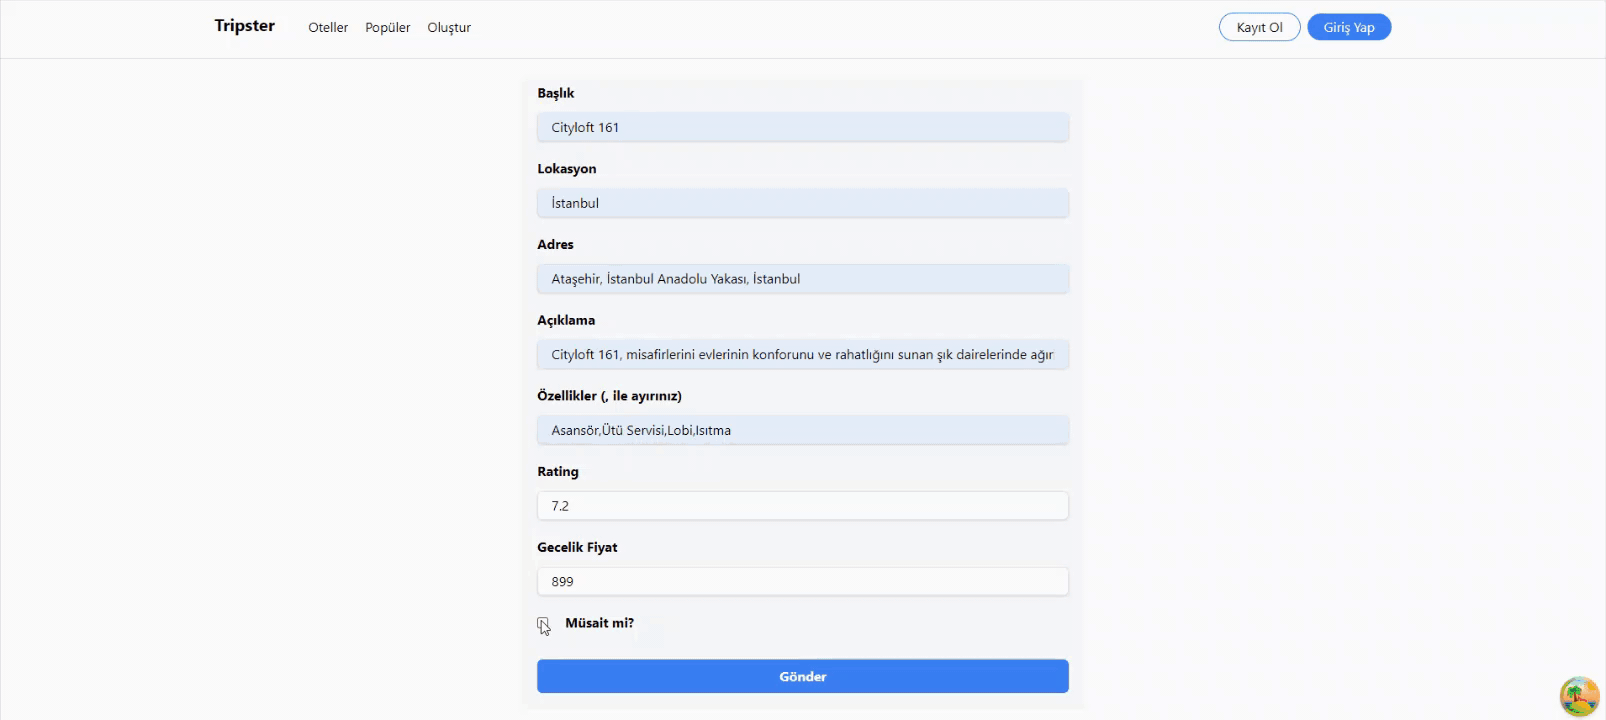 Tripster
Oteller
Popüler
Oluştur
Kayıt Ol
Giriş Yap
Başlık
Cityloft 161
Lokasyon
İstanbul
Adres
Ataşehir, İstanbul Anadolu Yakası, İstanbul
Açıklama
Cityloft 161, misafirlerini evlerinin konforunu ve rahatlığını sunan şık dairelerinde ağır
Özellikler (, ile ayırınız)
Asansör,Ütü Servisi,Lobi,Isıtma
Rating
7.2
Gecelik Fiyat
899
Müsait mi?
Gönder